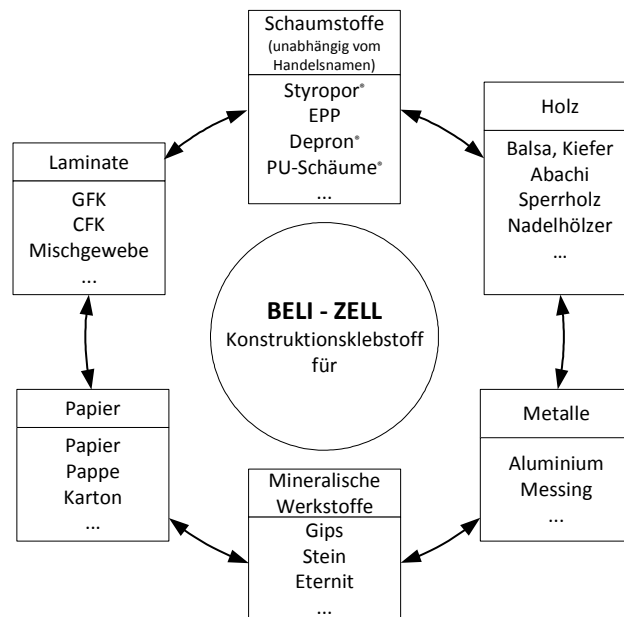 Schaumstoffe
(unabhängig vom
Handelsnamen)
Styropor®
EPP
Depron®
PU-Schäume®
...
Holz
Balsa, Kiefer
Abachi
Sperrholz
Nadelhölzer
...
Laminate
GFK
CFK
Mischgewebe
...
BELI - ZELL
Konstruktionsklebstoff
für
Papier
Papier
Pappe
Karton
...
Metalle
Aluminium
Messing
...
Mineralische
Werkstoffe
Gips
Stein
Eternit
...